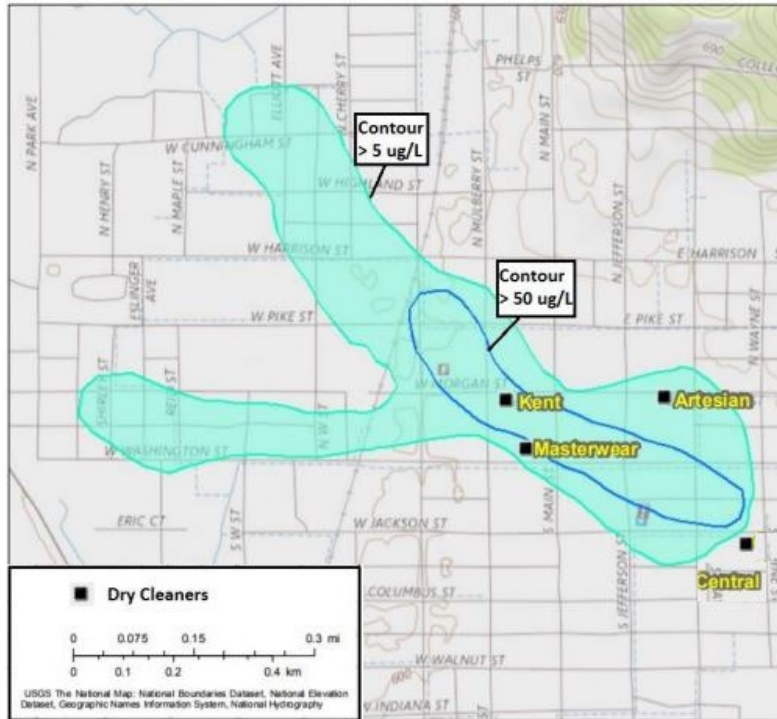 PHELPS
ST
COLLE
690
600
ELLIOTT AVE
N CHERRY ST
N PARK AVE
N MAIN ST
N MULBERRY ST
Contour
> 5 ug/L
W CUNNINGHAM ST
W HIGHLAND ST
N HENRY ST
N MAPLE ST
N JEFFERSON ST
W HARRISON ST
E HARRISON
ESLINGER
AVE
Contour
> 50 ug/L
N WAYNE ST
W PIKE ST
E PIKE ST
SHIRLEY ST
W MORGAN ST
Kent
Artesian
N W ST
W WASHINGTON ST
Masterwear
S MAIN ST
ERIC CT
S W ST
W JACKSON ST
S JEFFERSON ST
Central
Dry Cleaners
COLUMBUS ST
0 0.075 0.15 0.3 mi
0 0.1 0.2 0.4 km
W WALNUT ST
600
USGS The National Map: National Boundaries Dataset, National Elevation
Dataset, Geographic Names Information System, National Hydrography
W INDIANA ST